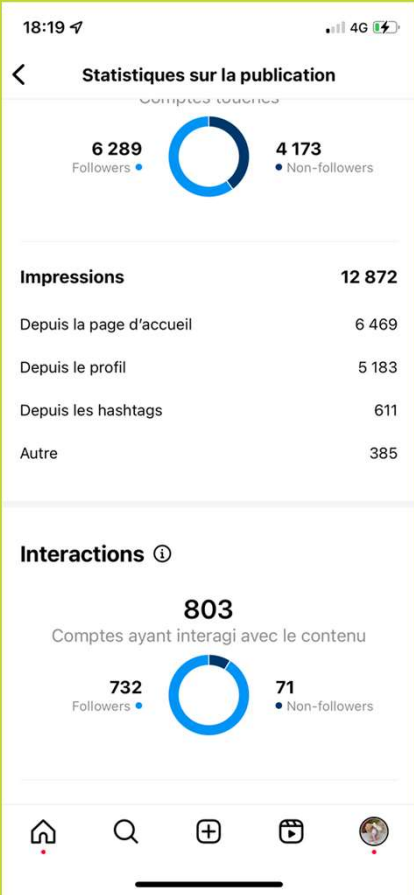 18:19
4G
Statistiques sur la publication
Comptes touchés
6 289
Followers
4 173
Non-followers
Impressions
12 872
Depuis la page d'accueil
6 469
Depuis le profil
5 183
Depuis les hashtags
611
Autre
385
Interactions
803
Comptes ayant interagi avec le contenu
732
Followers
71
Non-followers